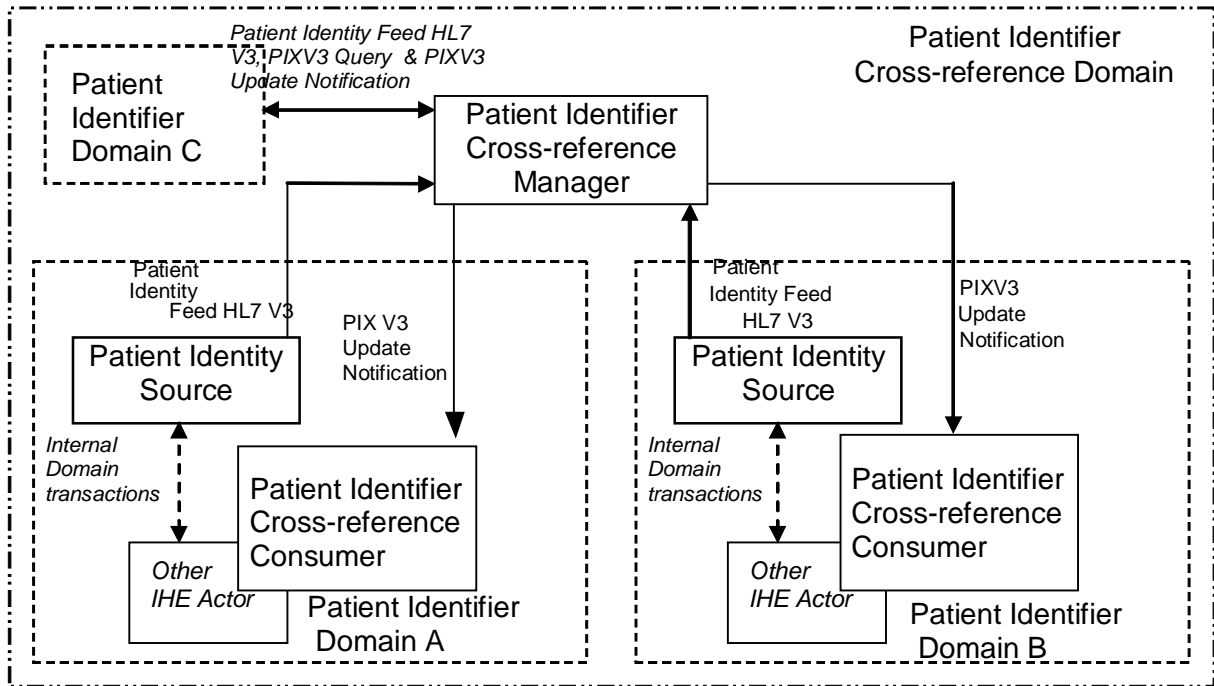 Patient Identity Feed HL7
V3, PIXV3 Query & PIXV3
Update Notification
Patient Identifier
Cross-reference Domain
Patient
Identifier
Domain C
Patient Identifier
Cross-reference
Manager
Patient
Identity
Feed HL7 V3
PIX V3
Update
Notification
Patient Identity
Source
Internal
Domain
transactions
Patient Identifier
Cross-reference
Consumer
Other
IHE Actor
Patient Identifier
Domain A
Patient
Identity Feed
HL7 V3
PIXV3
Update
Notification
Patient Identity
Source
Internal
Domain
transactions
Patient Identifier
Cross-reference
Consumer
Other
IHE Actor
Patient Identifier
Domain B